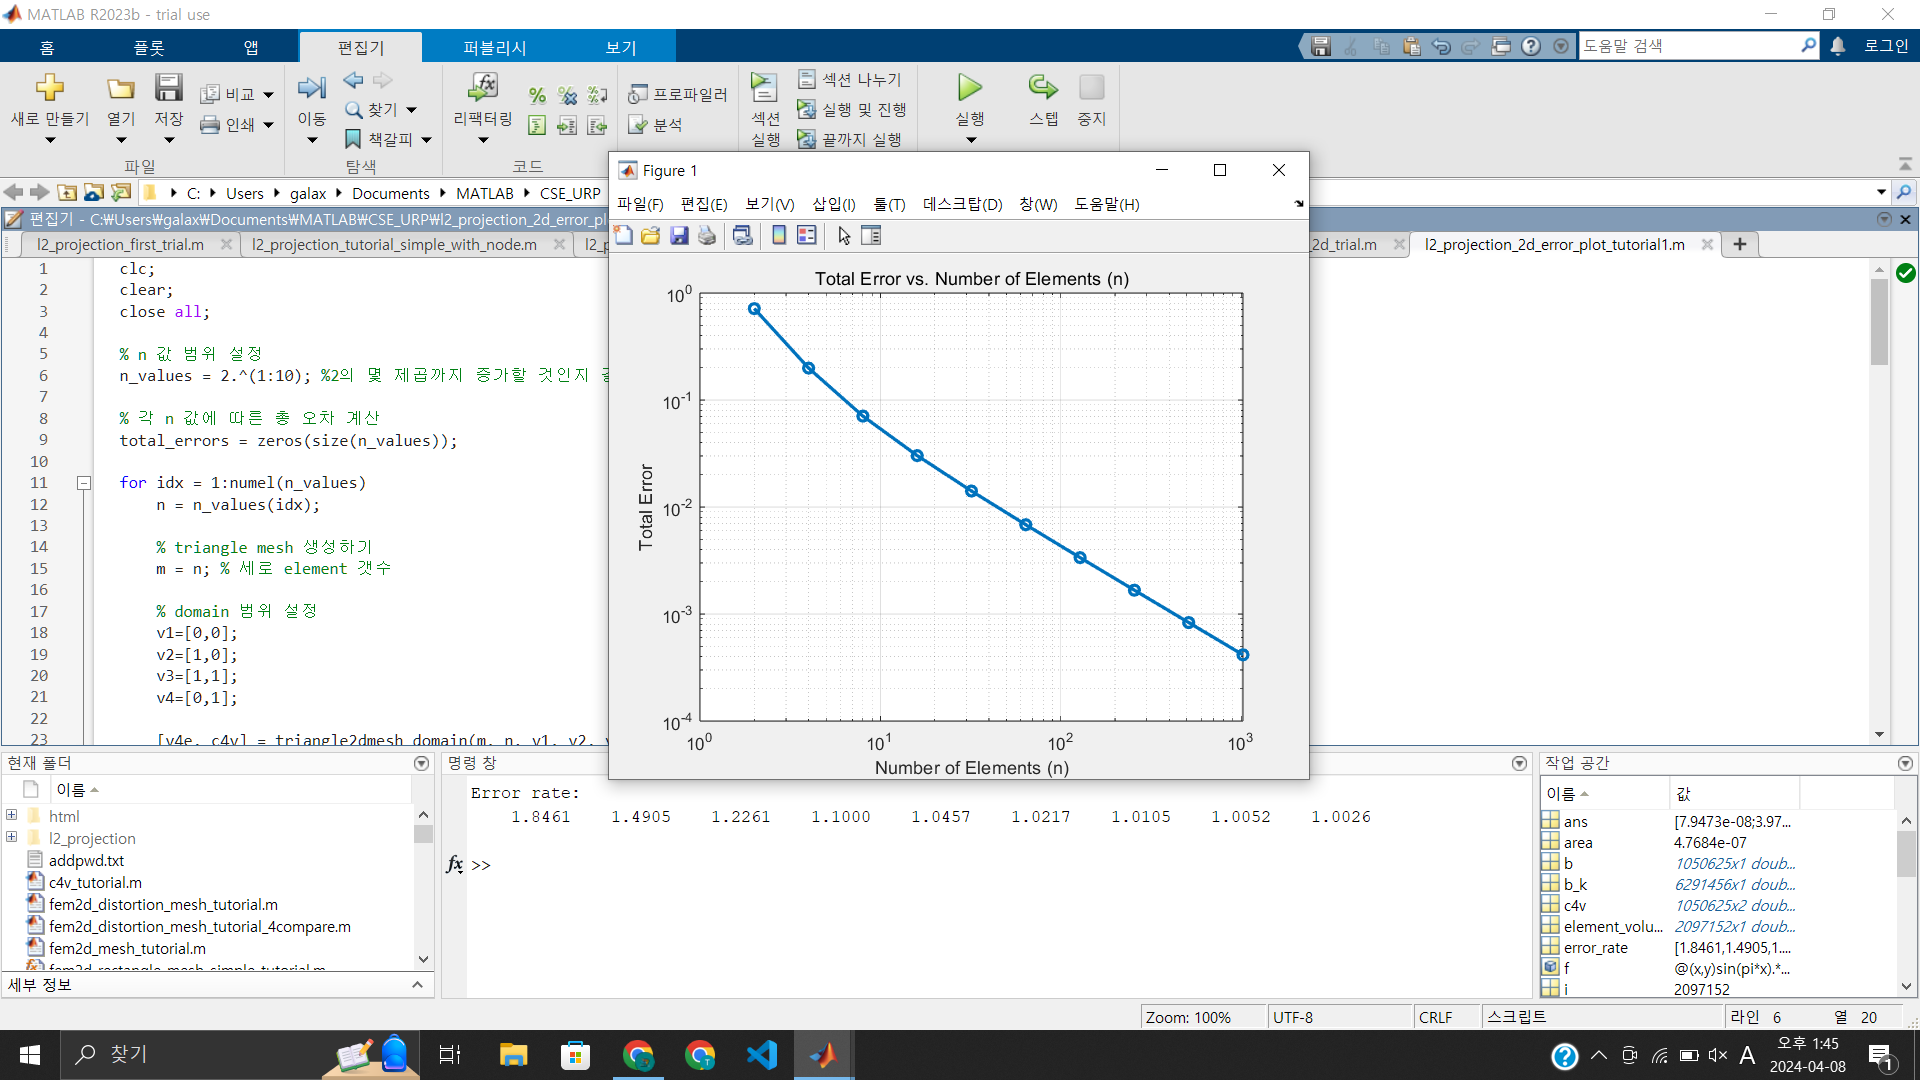 MATLAB R2023b - trial use
홈 플롯 앱 편집기 퍼블리시 보기 도움말 검색 로그인
새로 만들기 열기 저장 비교 인쇄 이동 찾기 책갈피 리팩터링 프로파일러 분석 섹션 실행 섹션 나누기 실행 및 진행 끝까지 실행 실행 스텝 중지
파일 탐색 코드
C: Users galax Documents MATLAB CSE_URP
편집기 - C:₩Users₩galax₩Documents₩MATLAB₩CSE_URP₩l2_projection_2d_error_pl
l2_projection_first_trial.m l2_projection_tutorial_simple_with_node.m l2_p _2d_trial.m l2_projection_2d_error_plot_tutorial1.m
1 clc;
2 clear;
3 close all;
4
5 % n 값 범위 설정
6 n_values = 2.^(1:10); %2의 몇 제곱까지 증가할 것인지
7
8 % 각 n 값에 따른 총 오차 계산
9 total_errors = zeros(size(n_values));
10
11 for idx = 1:numel(n_values)
12 n = n_values(idx);
13
14 % triangle mesh 생성하기
15 m = n; % 세로 element 갯수
16
17 % domain 범위 설정
18 v1=[0,0];
19 v2=[1,0];
20 v3=[1,1];
21 v4=[0,1];
22
23 [v4e, c4v] = triangle2dmesh_domain(m, n, v1, v2, v
Figure 1
파일(F) 편집(E) 보기(V) 삽입(I) 툴(T) 데스크탑(D) 창(W) 도움말(H)
Total Error vs. Number of Elements (n)
10^0
10^-1
10^-2
10^-3
10^-4
Total Error
10^0 10^1 10^2 10^3
Number of Elements (n)
현재 폴더
이름
html
l2_projection
addpwd.txt
c4v_tutorial.m
fem2d_distortion_mesh_tutorial.m
fem2d_distortion_mesh_tutorial_4compare.m
fem2d_mesh_tutorial.m
fem2d_rectangle_mesh_simple_tutorial.m
세부 정보
명령 창
Error rate:
1.8461 1.4905 1.2261 1.1000 1.0457 1.0217 1.0105 1.0052 1.0026
fx >>
작업 공간
이름 값
ans [7.9473e-08;3.97...
area 4.7684e-07
b 1050625x1 doub...
b_k 6291456x1 doub...
c4v 1050625x2 doub...
element_volu... 2097152x1 doub...
error_rate [1.8461,1.4905,1....
f @(x,y)sin(pi*x).*...
i 2097152
Zoom: 100% UTF-8 CRLF 스크립트 라인 6 열 20
찾기
A
오후 1:45
2024-04-08
1